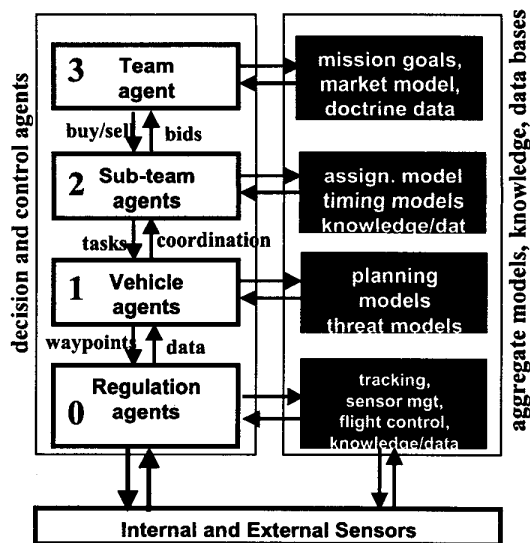 decision and control agents
3
Team
agent
buy/sell
bids
2
Sub-team
agents
tasks
coordination
1
Vehicle
agents
waypoints
data
0
Regulation
agents
mission goals,
market model,
doctrine data
assign. model
timing models
knowledge/dat
planning
models
threat models
tracking,
sensor mgt,
flight control,
knowledge/data
aggregate models, knowledge, data bases
Internal and External Sensors